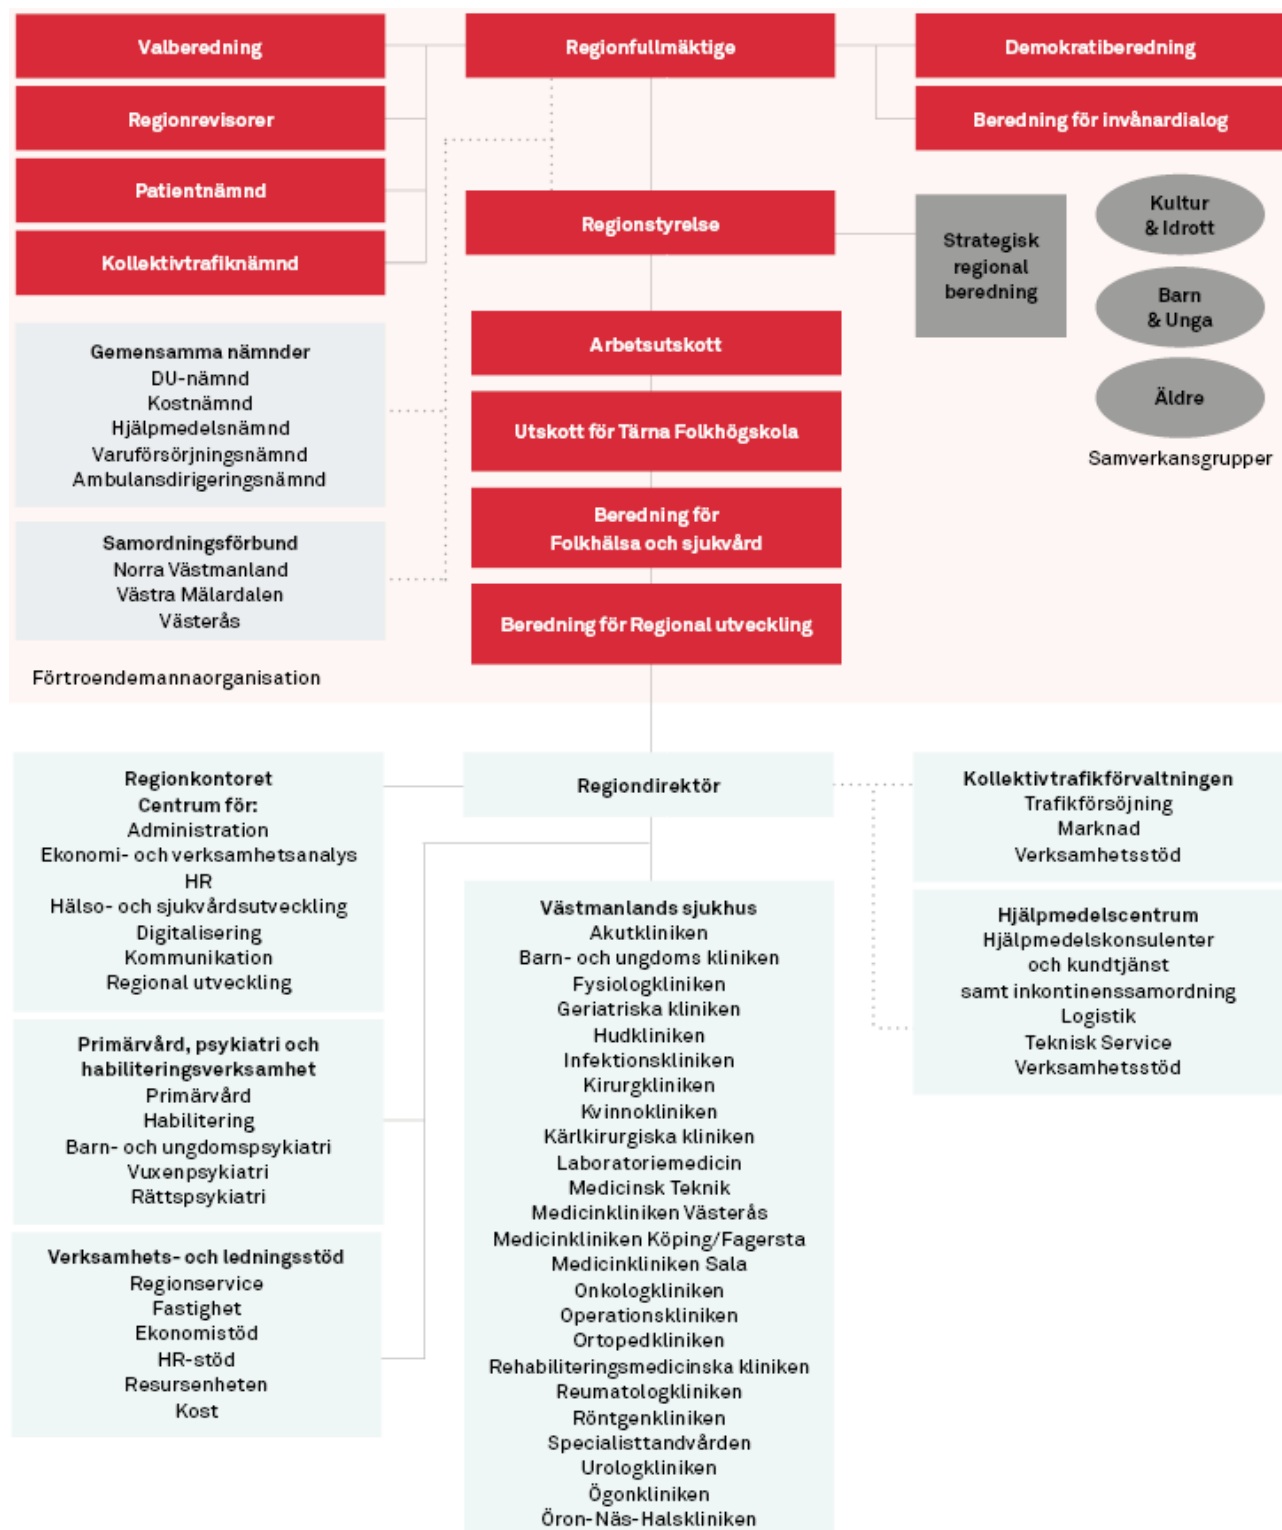 Valberedning
Regionfullmäktige
Demokratiberedning
Regionrevisorer
Beredning för invånardialog
Patientnämnd
Kollektivtrafiknämnd
Regionstyrelse
Strategisk
regional
beredning
Kultur
& Idrott
Barn
& Unga
Äldre
Samverkansgrupper
Gemensamma nämnder
DU-nämnd
Kostnämnd
Hjälpmedelsnämnd
Varuförsörjningsnämnd
Ambulansdirigeringsnämnd
Samordningsförbund
Norra Västmanland
Västra Mälardalen
Västerås
Arbetsutskott
Utskott för Tärna Folkhögskola
Beredning för
Folkhälsa och sjukvård
Beredning för Regional utveckling
Förtroendemannaorganisation
Regionkontoret
Centrum för:
Administration
Ekonomi- och verksamhetsanalys
HR
Hälso- och sjukvårdsutveckling
Digitalisering
Kommunikation
Regional utveckling
Primärvård, psykiatri och
habiliteringsverksamhet
Primärvård
Habilitering
Barn- och ungdomspsykiatri
Vuxenpsykiatri
Rättspsykiatri
Verksamhets- och ledningsstöd
Regionservice
Fastighet
Ekonomistöd
HR-stöd
Resursenheten
Kost
Regiondirektör
Västmanlands sjukhus
Akutkliniken
Barn- och ungdoms kliniken
Fysiologkliniken
Geriatriska kliniken
Hudkliniken
Infektionskliniken
Kirurgkliniken
Kvinnokliniken
Kärlkirurgiska kliniken
Laboratoriemedicin
Medicinsk Teknik
Medicinkliniken Västerås
Medicinkliniken Köping/Fagersta
Medicinkliniken Sala
Onkologkliniken
Operationskliniken
Ortopedkliniken
Rehabiliteringsmedicinska kliniken
Reumatologkliniken
Röntgenkliniken
Specialisttandvården
Urologkliniken
Ögonkliniken
Öron-Näs-Halskliniken
Kollektivtrafikförvaltningen
Trafikförsöjning
Marknad
Verksamhetsstöd
Hjälpmedelscentrum
Hjälpmedelskonsulenter
och kundtjänst
samt inkontinenssamordning
Logistik
Teknisk Service
Verksamhetsstöd